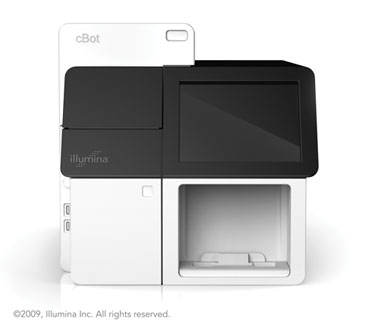 cBot
illumina
©2009, Illumina Inc. All rights reserved.